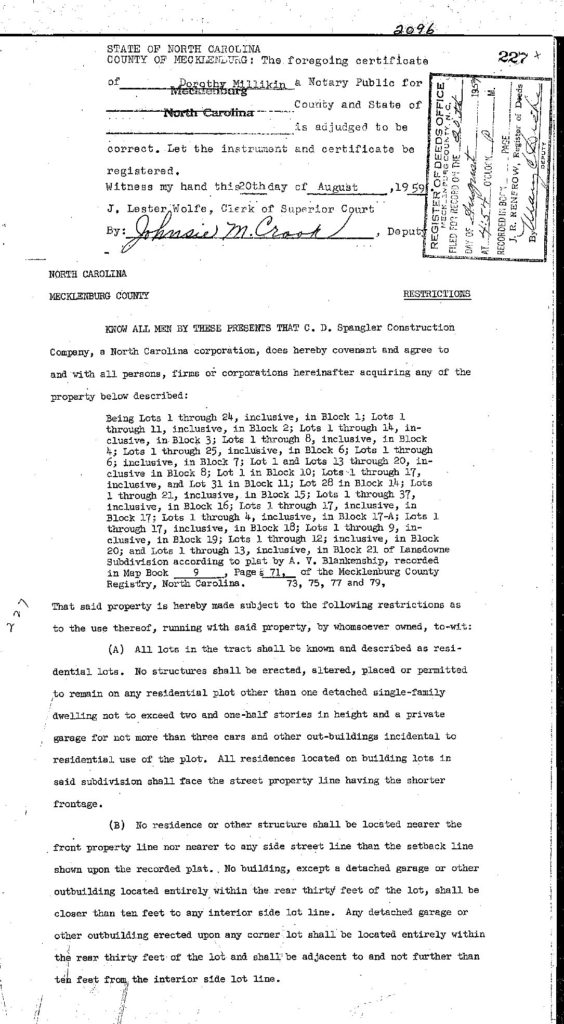 2096
227
STATE OF NORTH CAROLINA
COUNTY OF MECKLENBURG: The foregoing certificate
of Dorothy Millikin a Notary Public for
Mecklenburg County and State of
North Carolina is adjudged to be
correct. Let the instrument and certificate be
registered.
Witness my hand this 20th day of August, 1959.
J. Lester Wolfe, Clerk of Superior Court
By: Johnsie M. Crook, Deputy
REGISTER OF DEEDS OFFICE
MECKLENBURG COUNTY, N. C.
FILED FOR RECORD ON THE 20th
DAY OF August 1959
AT 4:54 O'CLOCK P M.
RECORDED IN BOOK PAGE
J. R. RENFROW, Register of Deeds
By
DEPUTY
NORTH CAROLINA
MECKLENBURG COUNTY RESTRICTIONS
KNOW ALL MEN BY THESE PRESENTS THAT C. D. Spangler Construction
Company, a North Carolina corporation, does hereby covenant and agree to
and with all persons, firms or corporations hereinafter acquiring any of the
property below described:
Being Lots 1 through 24, inclusive, in Block 1; Lots 1
through 11, inclusive, in Block 2; Lots 1 through 14, in-
clusive, in Block 3; Lots 1 through 8, inclusive, in Block
4; Lots 1 through 25, inclusive, in Block 6; Lots 1 through
6; inclusive, in Block 7; Lot 1 and Lots 13 through 20, in-
clusive in Block 8; Lot 1 in Block 10; Lots 1 through 17,
inclusive, and Lot 31 in Block 11; Lot 28 in Block 14; Lots
1 through 21, inclusive, in Block 15; Lots 1 through 37,
inclusive, in Block 16; Lots 1 through 17, inclusive, in
Block 17; Lots 1 through 4, inclusive, in Block 17-A; Lots 1
through 17, inclusive, in Block 18; Lots 1 through 9, in-
clusive, in Block 19; Lots 1 through 12; inclusive, in Block
20; and Lots 1 through 13, inclusive, in Block 21 of Lansdowne
Subdivision according to plat by A. V. Blankenship, recorded
in Map Book 9, Pages 71, of the Mecklenburg County
Registry, North Carolina. 73, 75, 77 and 79,
That said property is hereby made subject to the following restrictions as
to the use thereof, running with said property, by whomsoever owned, to-wit:
(A) All lots in the tract shall be known and described as resi-
dential lots. No structures shall be erected, altered, placed or permitted
to remain on any residential plot other than one detached single-family
dwelling not to exceed two and one-half stories in height and a private
garage for not more than three cars and other out-buildings incidental to
residential use of the plot. All residences located on building lots in
said subdivision shall face the street property line having the shorter
frontage.
(B) No residence or other structure shall be located nearer the
front property line nor nearer to any side street line than the setback line
shown upon the recorded plat. No building, except a detached garage or other
outbuilding located entirely within the rear thirty feet of the lot, shall be
closer than ten feet to any interior side lot line. Any detached garage or
other outbuilding erected upon any corner lot shall be located entirely within
the rear thirty feet of the lot and shall be adjacent to and not further than
ten feet from the interior side lot line.